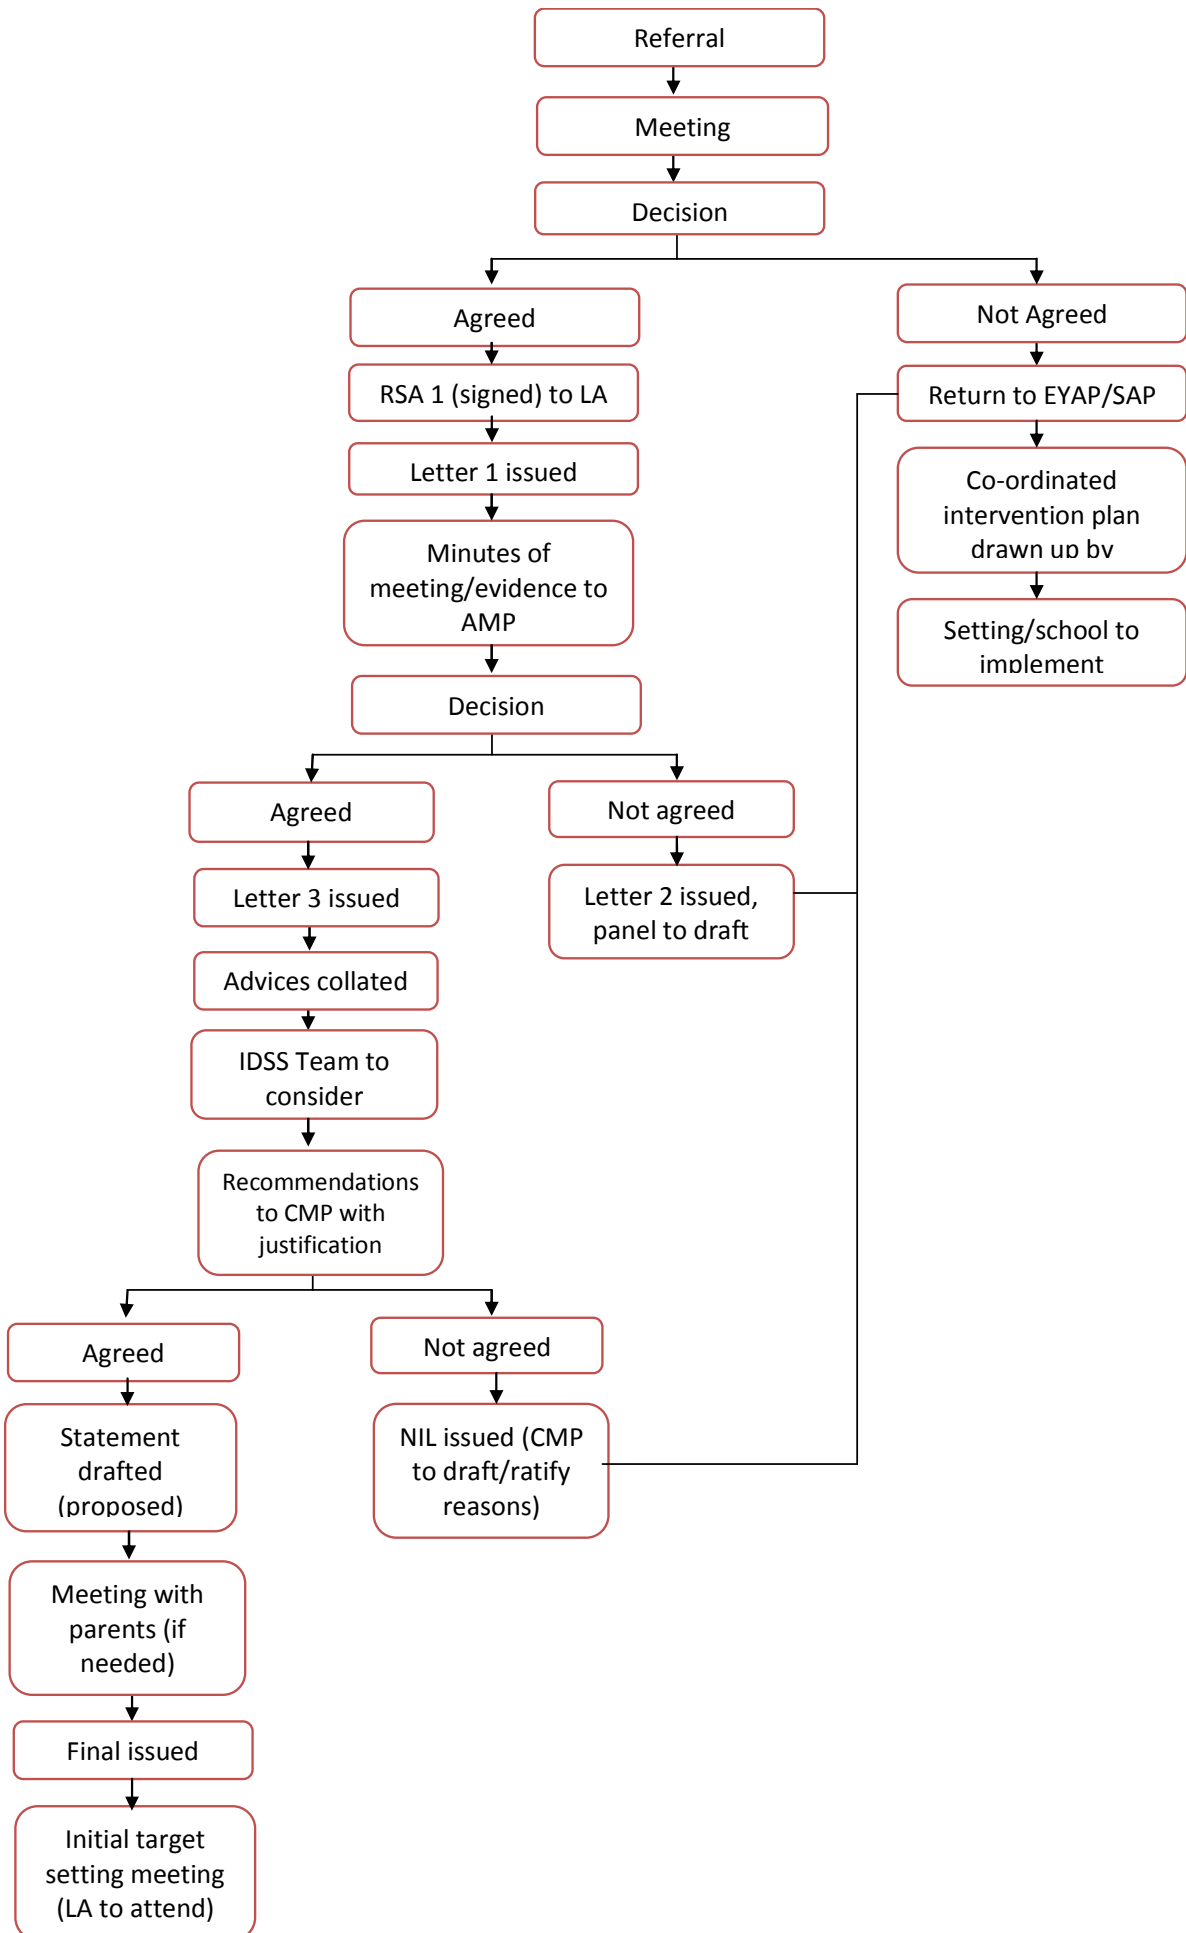 Referral
Meeting
Decision
Agreed
Not Agreed
RSA 1 (signed) to LA
Return to EYAP/SAP
Letter 1 issued
Co-ordinated
intervention plan
drawn up by
Minutes of
meeting/evidence to
AMP
Setting/school to
implement
Decision
Agreed
Not agreed
Letter 3 issued
Letter 2 issued,
panel to draft
Advices collated
IDSS Team to
consider
Recommendations
to CMP with
justification
Agreed
Not agreed
Statement
drafted
(proposed)
NIL issued (CMP
to draft/ratify
reasons)
Meeting with
parents (if
needed)
Final issued
Initial target
setting meeting
(LA to attend)